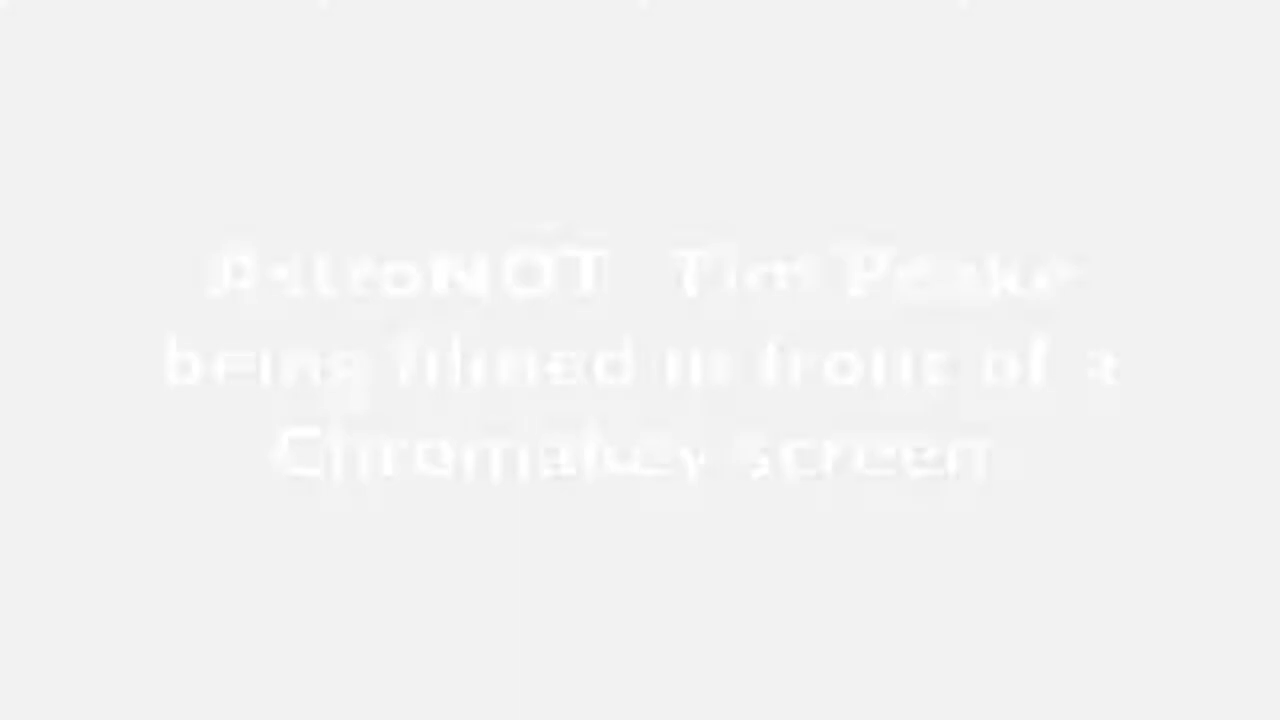 AstroNOT Tim Peake
being filmed in front of a
Chromakey screen